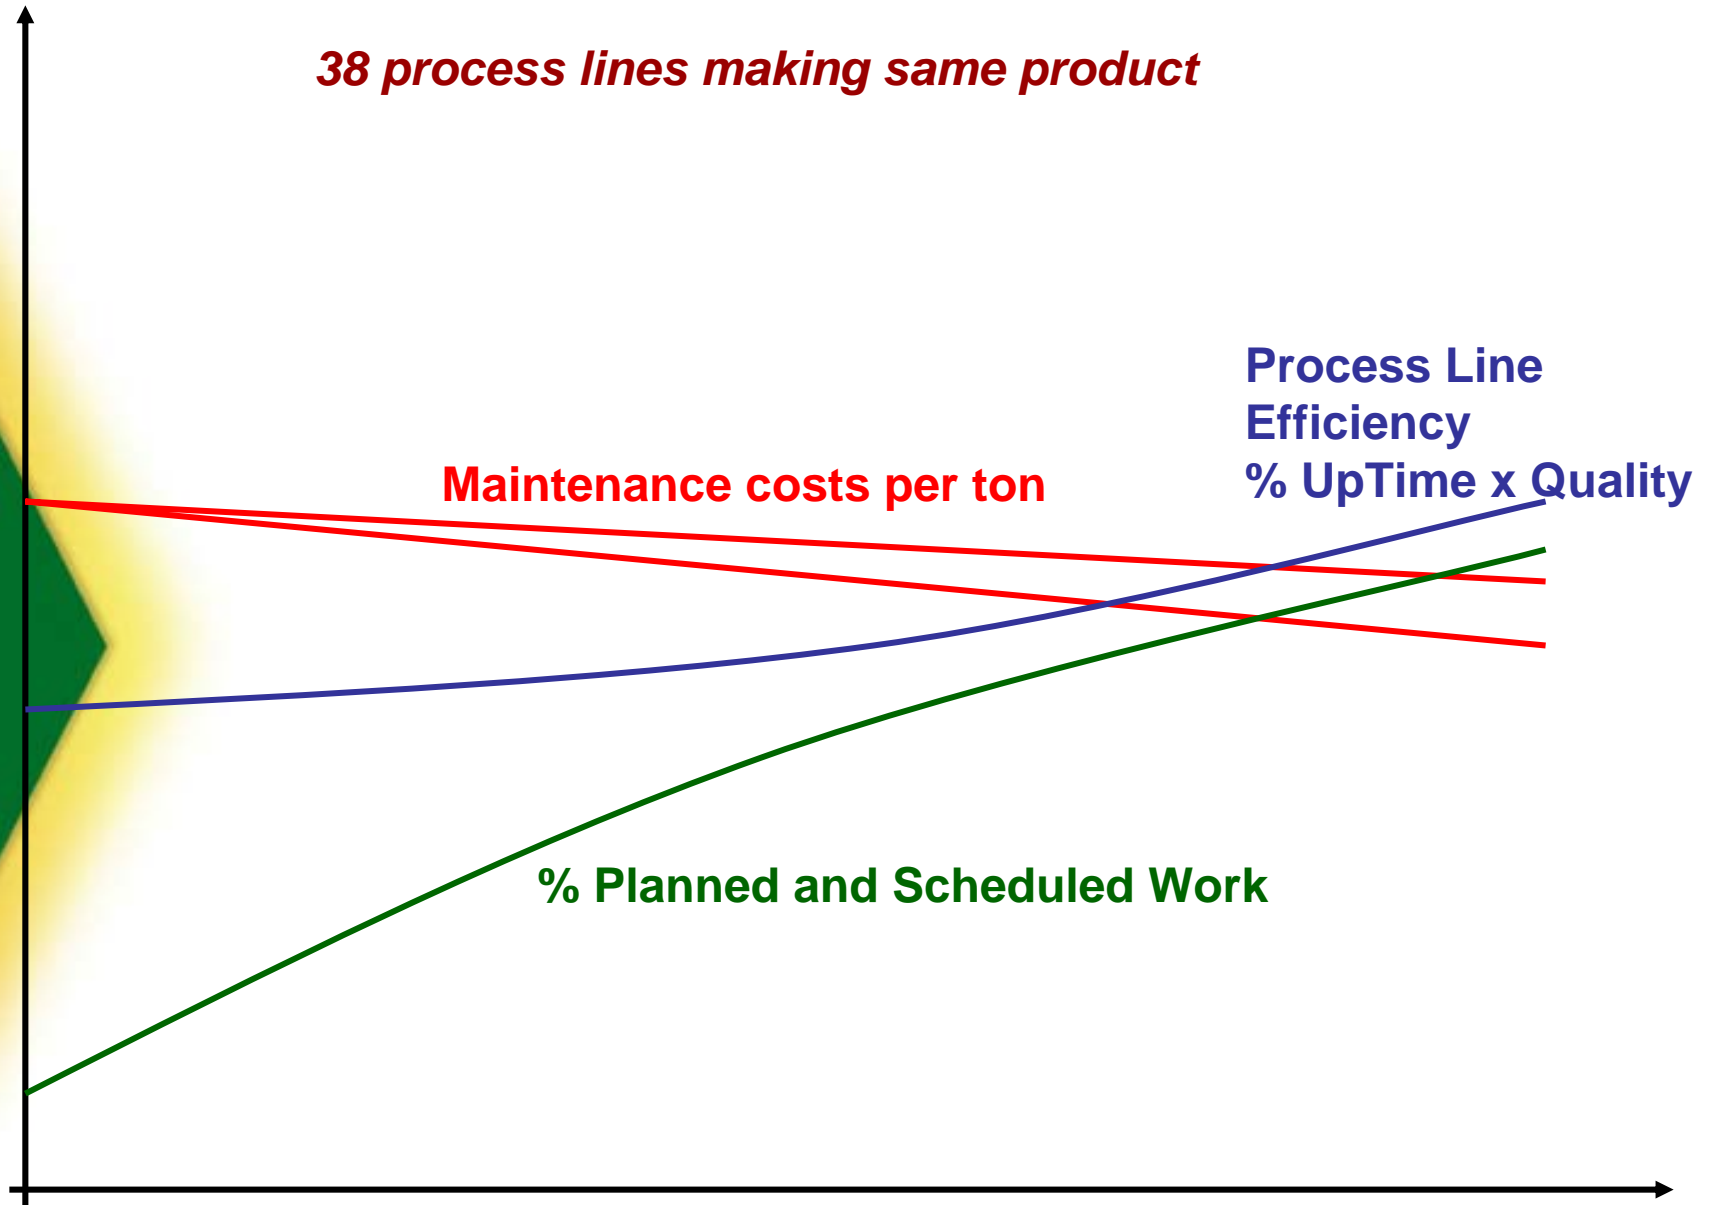 38 process lines making same product
Process Line
Efficiency
% UpTime x Quality
Maintenance costs per ton
% Planned and Scheduled Work